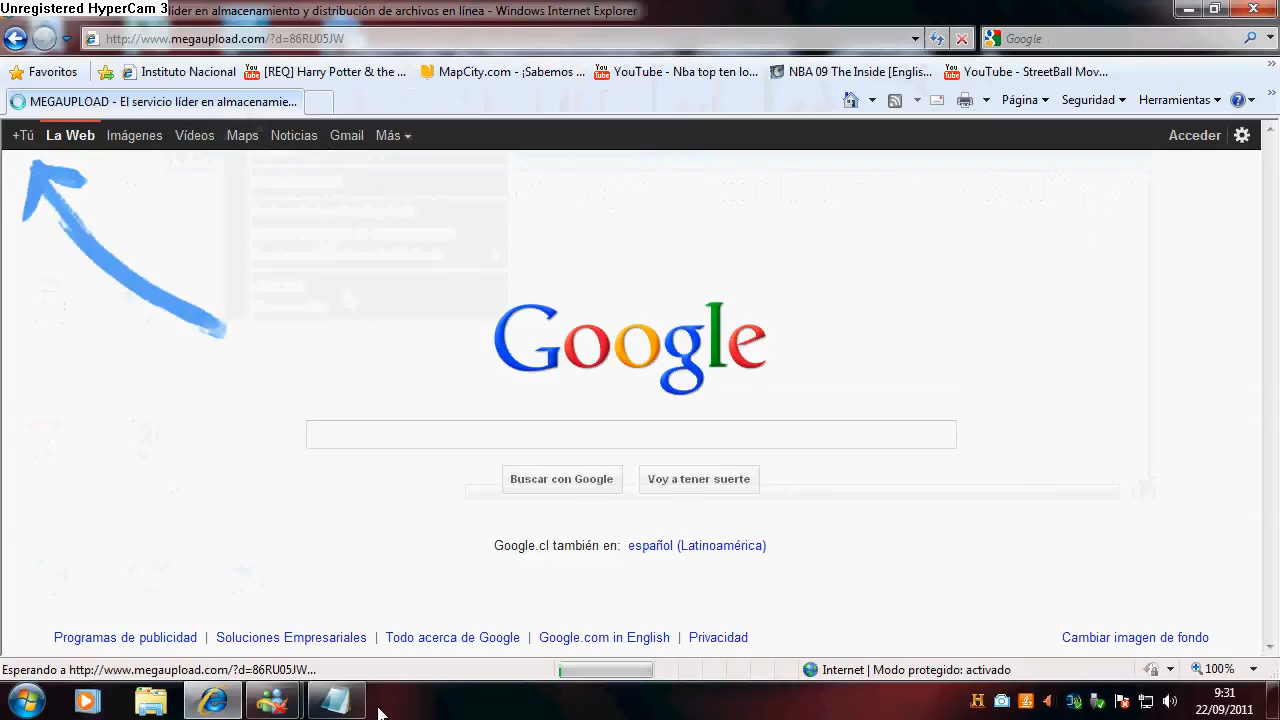 Unregistered HyperCam 3
líder en almacenamiento y distribución de archivos en línea - Windows Internet Explorer
http://www.megaupload.com/?d=86RU05JW
Google
Favoritos
Instituto Nacional
[REQ] Harry Potter & the ...
MapCity.com - ¡Sabemos ...
YouTube - Nba top ten lo...
NBA 09 The Inside [Englis...
YouTube - StreetBall Mov...
MEGAUPLOAD - El servicio líder en almacenamie...
Página
Seguridad
Herramientas
+Tú La Web Imágenes Vídeos Maps Noticias Gmail Más
Acceder
Google
Buscar con Google
Voy a tener suerte
Google.cl también en: español (Latinoamérica)
Programas de publicidad | Soluciones Empresariales | Todo acerca de Google | Google.com in English | Privacidad
Cambiar imagen de fondo
Esperando a http://www.megaupload.com/?d=86RU05JW...
Internet | Modo protegido: activado
100%
9:31
22/09/2011